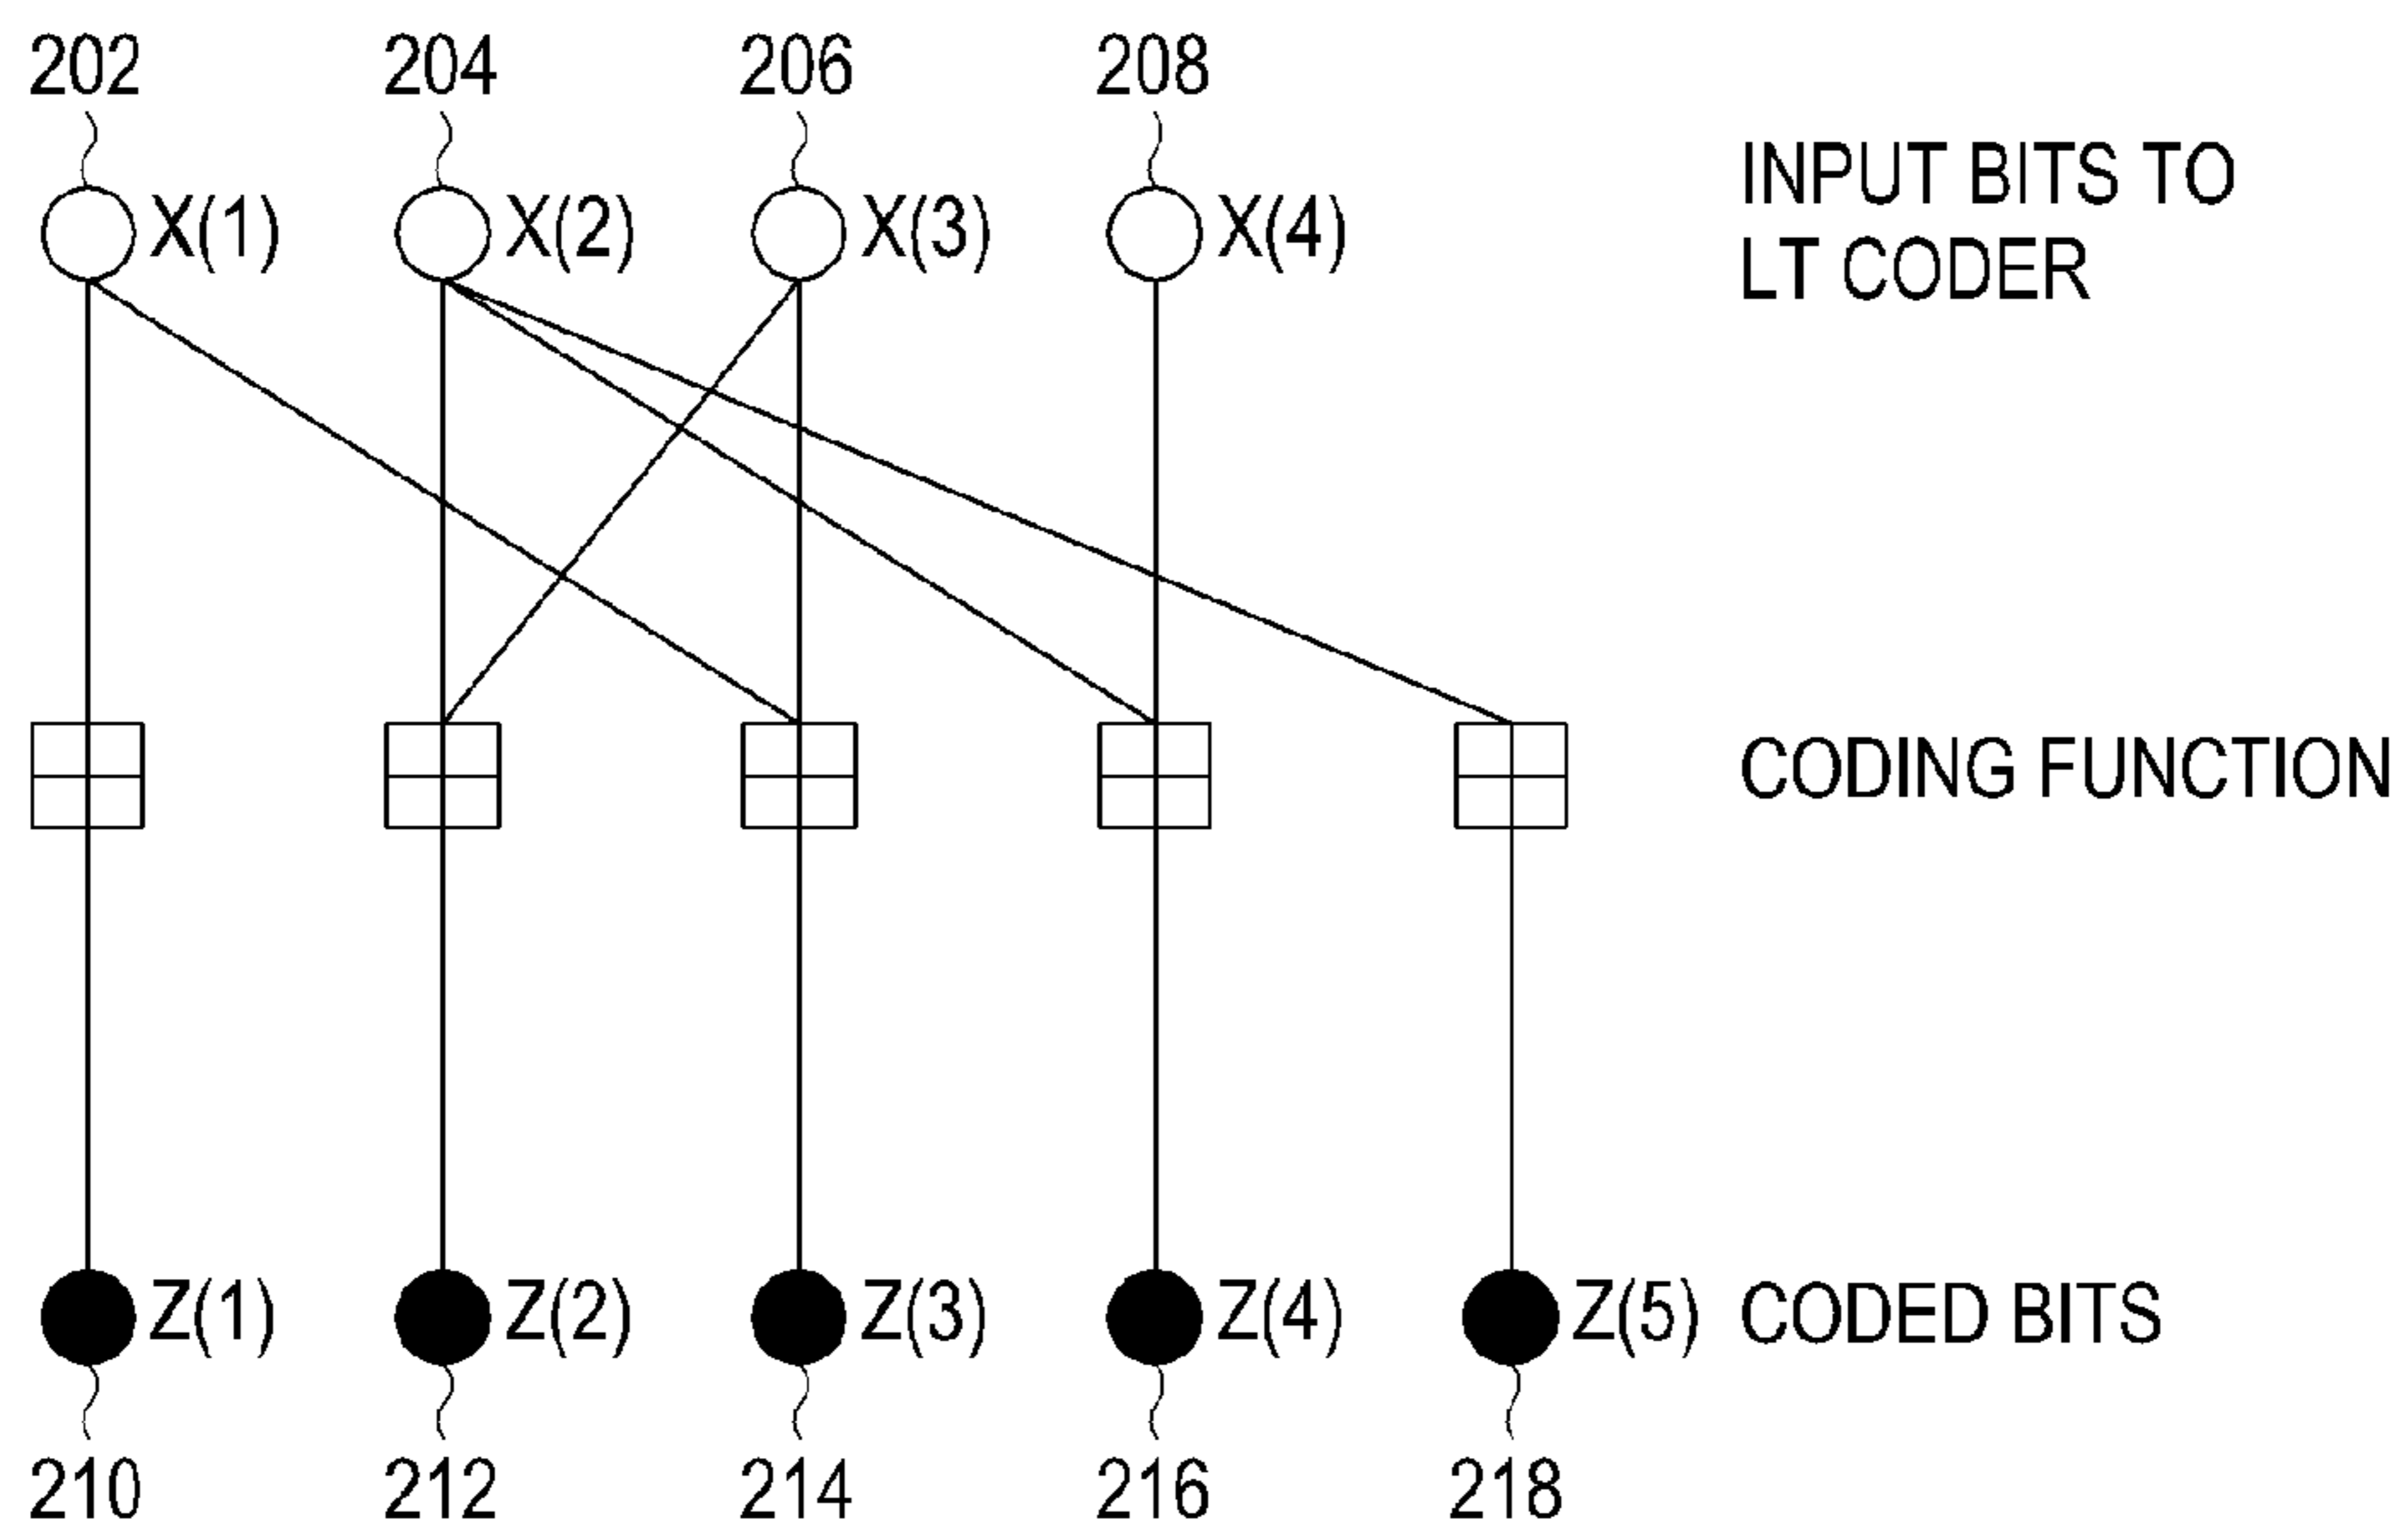 202 204 206 208
X(1) X(2) X(3) X(4)
INPUT BITS TO
LT CODER
CODING FUNCTION
Z(1) Z(2) Z(3) Z(4) Z(5) CODED BITS
210 212 214 216 218